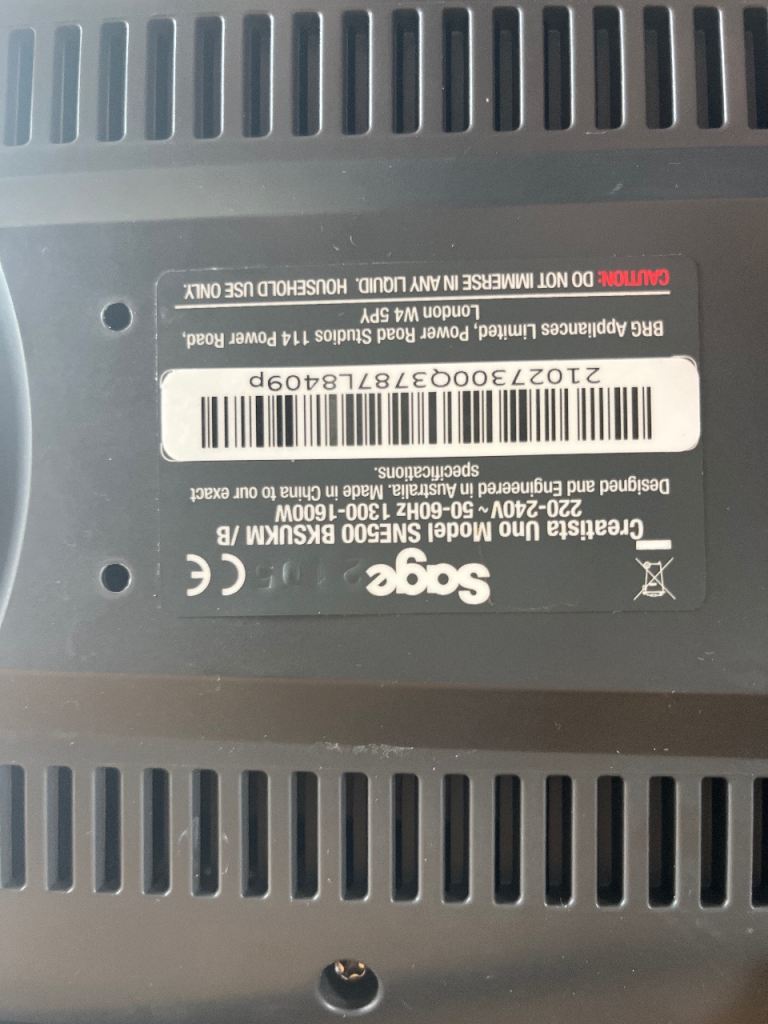 Sage 2105 CE
Creatista Uno Model SNE500 BKSUKM /B
220-240V ~ 50-60Hz 1300-1600W
Designed and Engineered in Australia. Made in China to our exact
specifications.
21027300Q3787L8409p
BRG Appliances Limited, Power Road Studios 114 Power Road,
London W4 5PY
CAUTION: DO NOT IMMERSE IN ANY LIQUID. HOUSEHOLD USE ONLY.